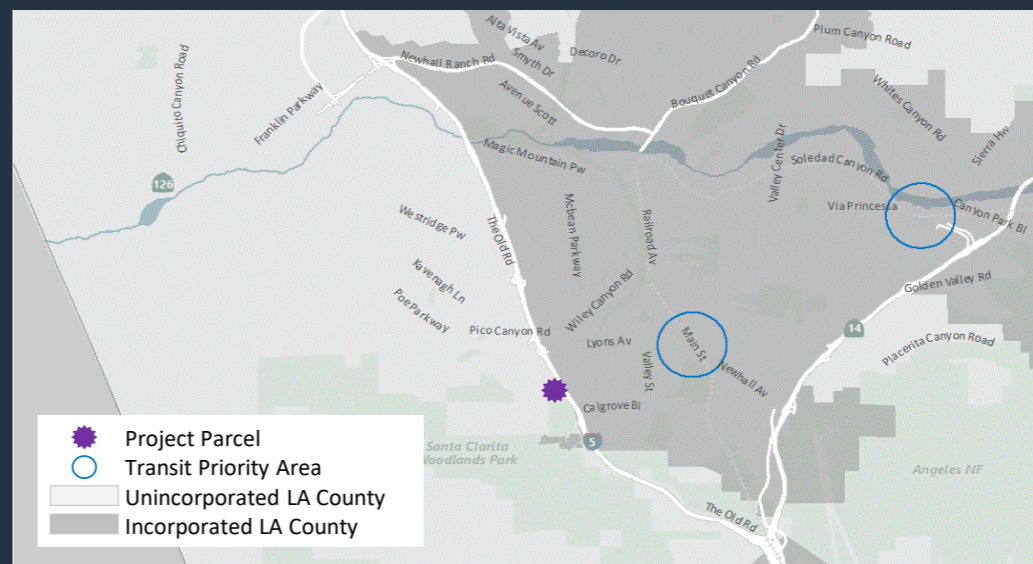 Plum Canyon Road
Alta Vista Av
Decoro Dr
Smyth Dr
Newhall Ranch Rd
Chiquito Canyon Road
Franklin Parkway
Avenue Scott
Bouquet Canyon Rd
Whites Canyon Rd
Sierra Hw
Magic Mountain Pw
Valley Center Dr
Soledad Canyon Rd
126
Via Princessa
Canyon Park Bl
Westridge Pw
The Old Rd
Mcbean Parkway
Railroad Av
Kavenagh Ln
Poe Parkway
Wiley Canyon Rd
Golden Valley Rd
Pico Canyon Rd
Lyons Av
Main St
14
Placerita Canyon Road
Valley St
Newhall Av
Calgrove Bl
5
Santa Clarita
Woodlands Park
Angeles NF
The Old Rd
Project Parcel
Transit Priority Area
Unincorporated LA County
Incorporated LA County